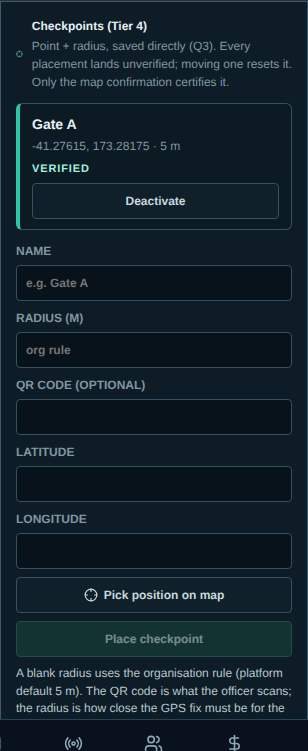 Checkpoints (Tier 4)
Point + radius, saved directly (Q3). Every
placement lands unverified; moving one resets it.
Only the map confirmation certifies it.
Gate A
-41.27615, 173.28175 · 5 m
VERIFIED
Deactivate
NAME
e.g. Gate A
RADIUS (M)
org rule
QR CODE (OPTIONAL)
LATITUDE
LONGITUDE
Pick position on map
Place checkpoint
A blank radius uses the organisation rule (platform
default 5 m). The QR code is what the officer scans;
the radius is how close the GPS fix must be for the